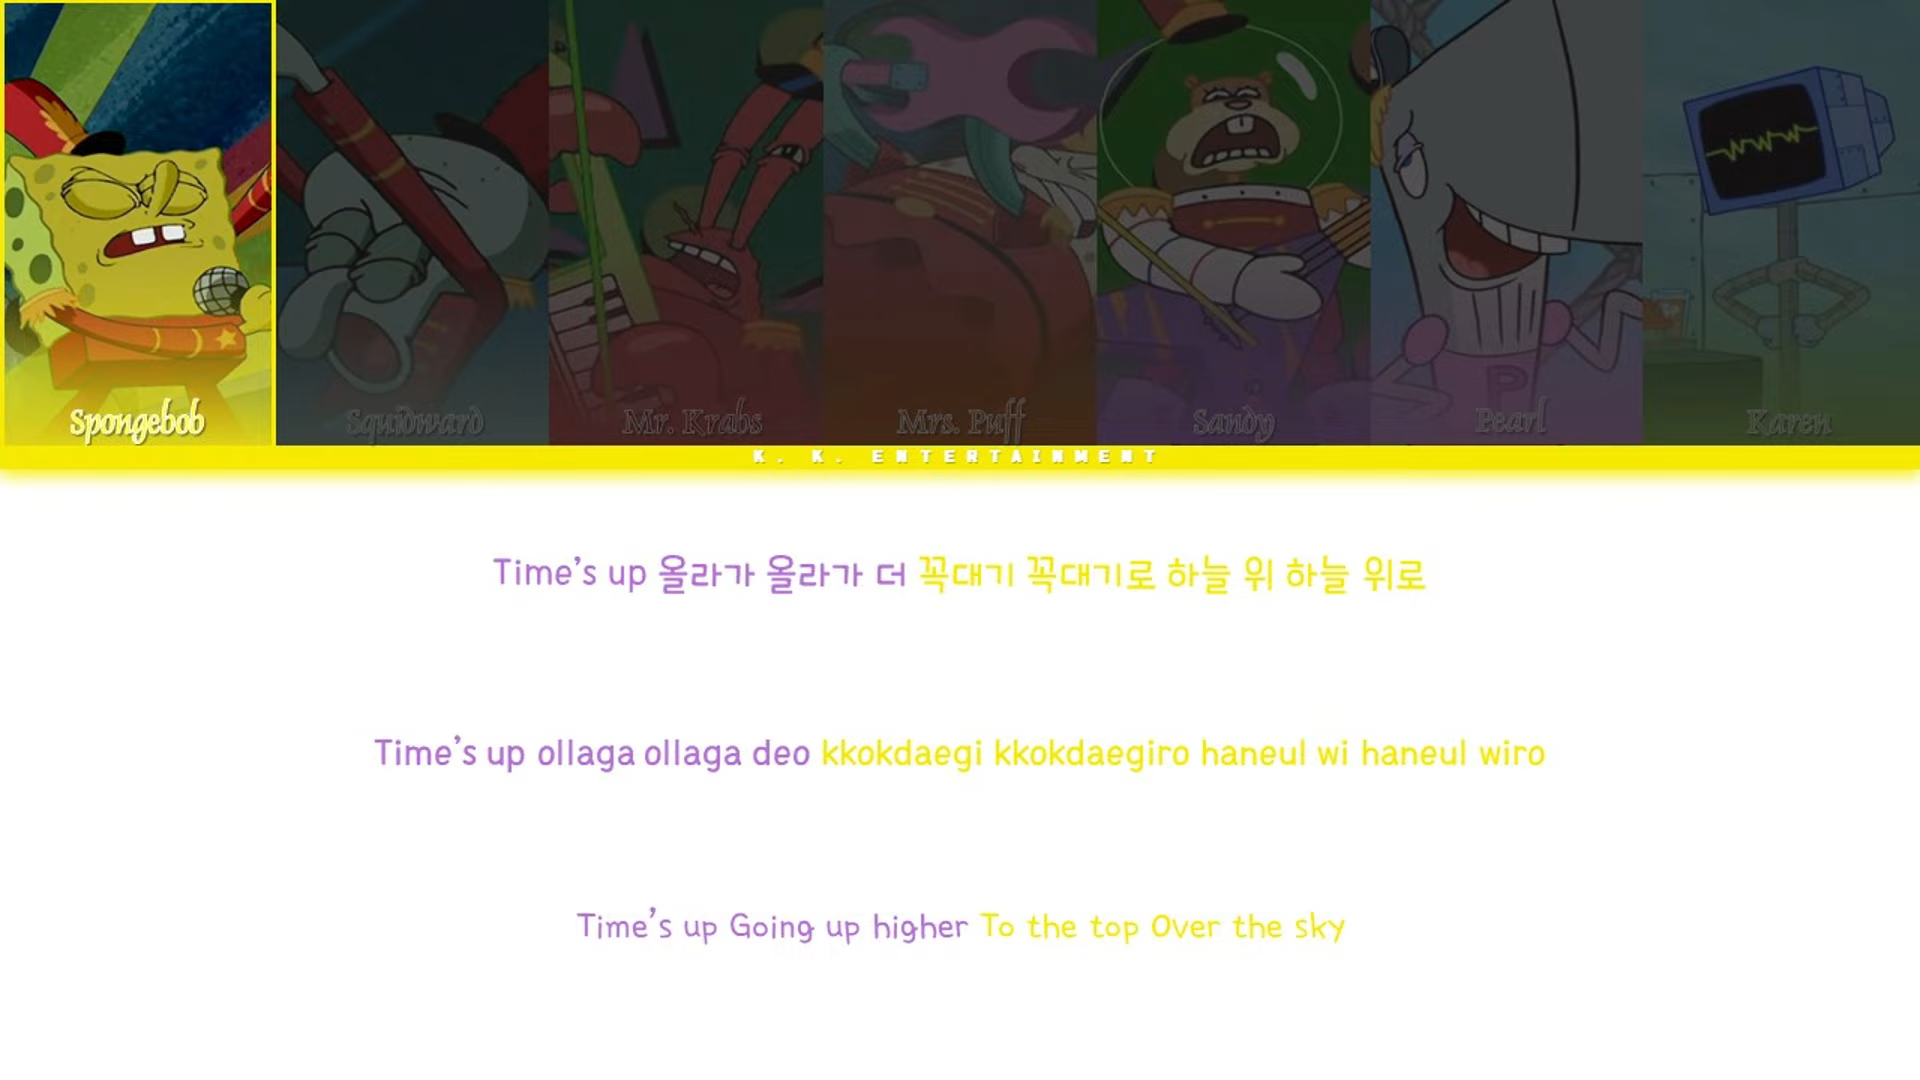 Spongebob
Squidward
Mr. Krabs
Mrs. Puff
Sandy
Pearl
Karen
K. K. ENTERTAINMENT
Time's up 올라가 올라가 더 꼭대기 꼭대기로 하늘 위 하늘 위로
Time's up ollaga ollaga deo kkokdaegi kkokdaegiro haneul wi haneul wiro
Time's up Going up higher To the top Over the sky